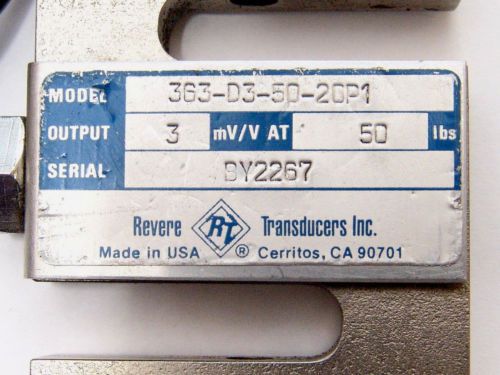 MODEL 363-D3-50-20P1
OUTPUT 3 mV/V AT 50 lbs
SERIAL BY2267
Revere RT Transducers Inc.
Made in USA ® Cerritos, CA 90701